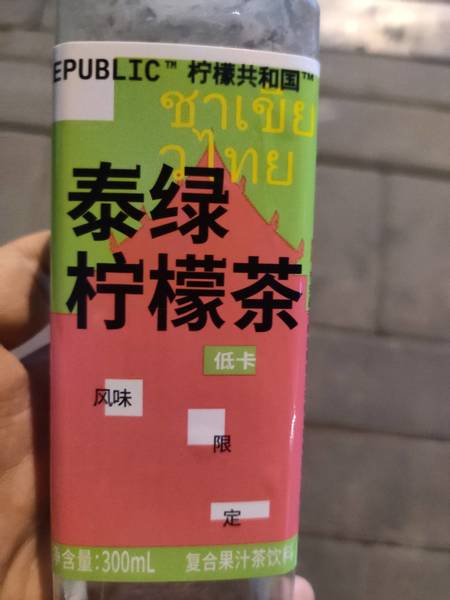 EPUBLIC™ 柠檬共和国™
ชาเขีย
วไทย
泰绿
柠檬茶
低卡
风味
限
定
净含量:300mL 复合果汁茶饮料